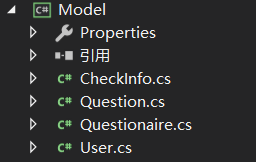 Model
Properties
引用
CheckInfo.cs
Question.cs
Questionaire.cs
User.cs